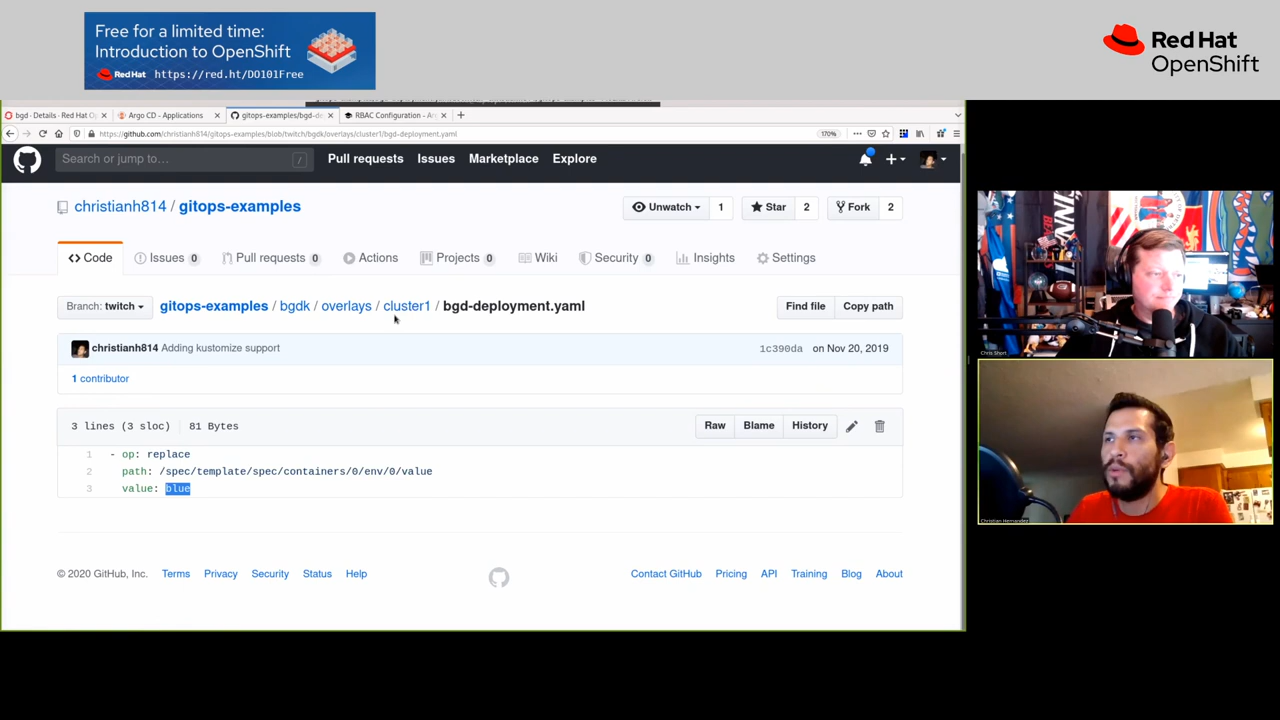 Free for a limited time:
Introduction to OpenShift
Red Hat https://red.ht/DO101Free
Red Hat
OpenShift
bgd · Details · Red Hat O
Argo CD - Applications
gitops-examples/bgd-
RBAC Configuration - Ar
https://github.com/christianh814/gitops-examples/blob/twitch/bgdk/overlays/cluster1/bgd-deployment.yaml
170%
Search or jump to... /
Pull requests Issues Marketplace Explore
christianh814 / gitops-examples
Unwatch 1 Star 2 Fork 2
Code Issues 0 Pull requests 0 Actions Projects 0 Wiki Security 0 Insights Settings
Branch: twitch gitops-examples / bgdk / overlays / cluster1 / bgd-deployment.yaml Find file Copy path
christianh814 Adding kustomize support 1c390da on Nov 20, 2019
1 contributor
3 lines (3 sloc) 81 Bytes Raw Blame History
1 - op: replace
2 path: /spec/template/spec/containers/0/env/0/value
3 value: blue
© 2020 GitHub, Inc. Terms Privacy Security Status Help Contact GitHub Pricing API Training Blog About
Chris Short
Christian Hernandez